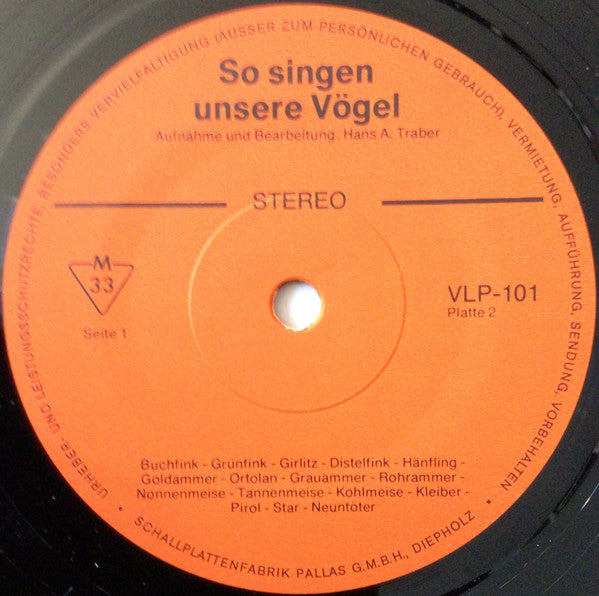 URHEBER- UND LEISTUNGSSCHUTZRECHTE, BESONDERS VERVIELFÄLTIGUNG (AUSSER ZUM PERSÖNLICHEN GEBRAUCH), VERMIETUNG, AUFFÜHRUNG, SENDUNG, VORBEHALTEN •
So singen
unsere Vögel
Aufnahme und Bearbeitung: Hans A. Traber
STEREO
M
33
Seite 1
VLP-101
Platte 2
Buchfink - Grünfink - Girlitz - Distelfink - Hänfling -
Goldammer - Ortolan - Grauammer - Rohrammer -
Nonnenmeise - Tannenmeise - Kohlmeise - Kleiber -
Pirol - Star - Neuntöter
• SCHALLPLATTENFABRIK PALLAS G.M.B.H., DIEPHOLZ •